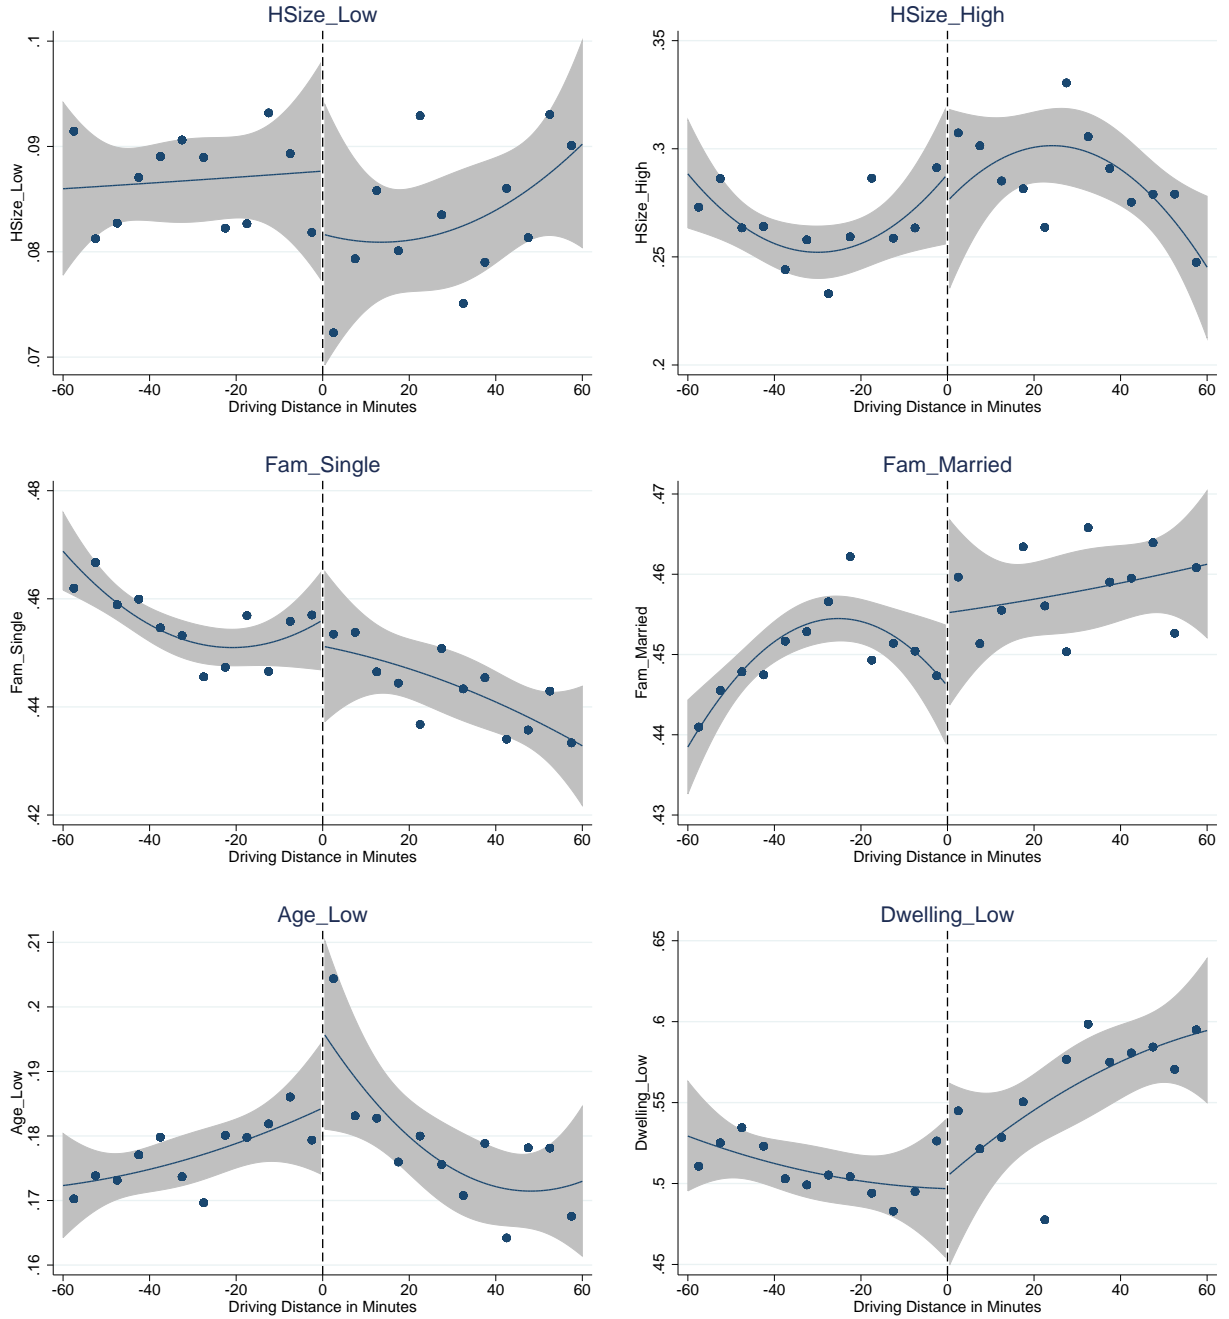 HSize_Low
HSize_Low
.1
.09
.08
.07
-60 -40 -20 0 20 40 60
Driving Distance in Minutes
HSize_High
HSize_High
.35
.3
.25
.2
-60 -40 -20 0 20 40 60
Driving Distance in Minutes
Fam_Single
Fam_Single
.48
.46
.44
.42
-60 -40 -20 0 20 40 60
Driving Distance in Minutes
Fam_Married
Fam_Married
.47
.46
.45
.44
.43
-60 -40 -20 0 20 40 60
Driving Distance in Minutes
Age_Low
Age_Low
.21
.2
.19
.18
.17
.16
-60 -40 -20 0 20 40 60
Driving Distance in Minutes
Dwelling_Low
Dwelling_Low
.65
.6
.55
.5
.45
-60 -40 -20 0 20 40 60
Driving Distance in Minutes